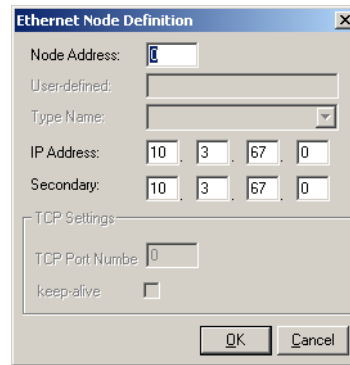 Ethernet Node Definition
Node Address: 0
User-defined:
Type Name:
IP Address: 10 . 3 . 67 . 0
Secondary: 10 . 3 . 67 . 0
TCP Settings
TCP Port Numbe 0
keep-alive
OK Cancel